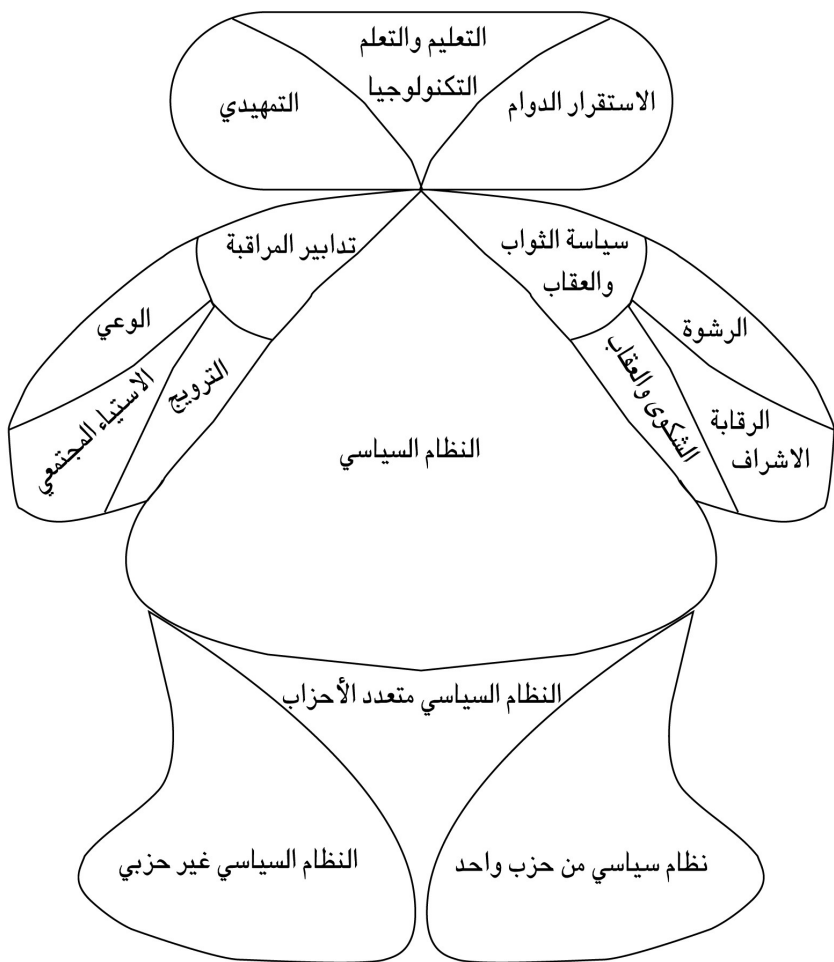 التعليم والتعلم
التكنولوجيا
الاستقرار الدوام
التمهيدي
سياسة الثواب
والعقاب
تدابير المراقبة
الرشوة
الوعي
الشكوى والعقاب
الترويج
الاستياء المجتمعي
الرقابة
الاشراف
النظام السياسي
النظام السياسي متعدد الأحزاب
نظام سياسي من حزب واحد
النظام السياسي غير حزبي